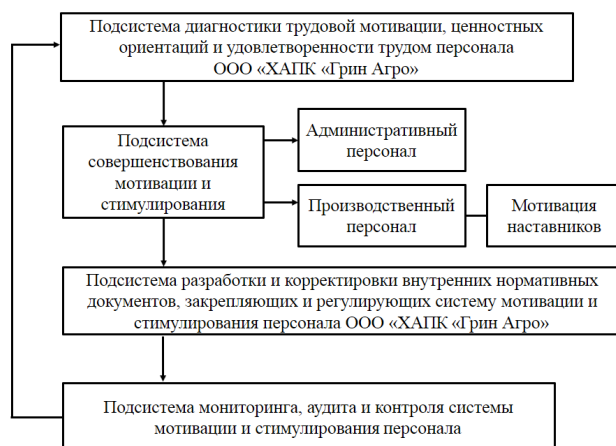 Подсистема диагностики трудовой мотивации, ценностных
ориентаций и удовлетворенности трудом персонала
ООО «ХАПК «Грин Агро»
Подсистема
совершенствования
мотивации и
стимулирования
Административный
персонал
Производственный
персонал
Мотивация
наставников
Подсистема разработки и корректировки внутренних нормативных
документов, закрепляющих и регулирующих систему мотивации и
стимулирования персонала ООО «ХАПК «Грин Агро»
Подсистема мониторинга, аудита и контроля системы
мотивации и стимулирования персонала